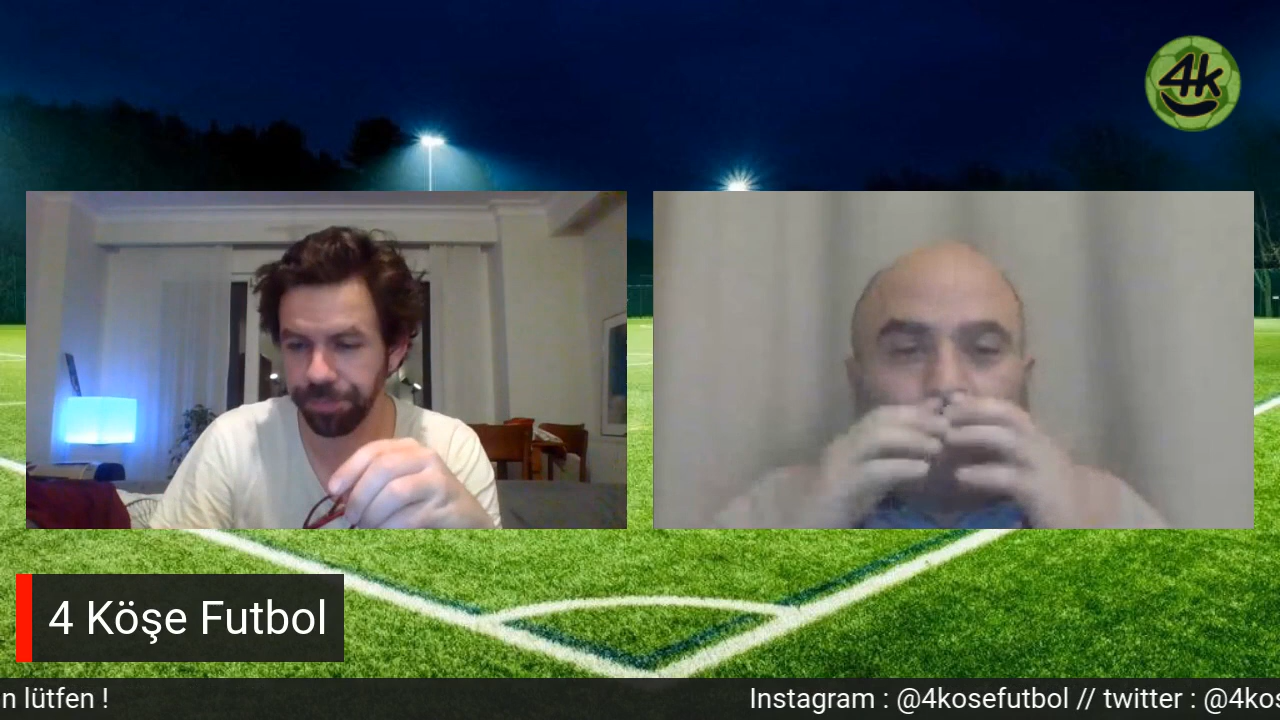 4k
4 Köşe Futbol
n lütfen ! Instagram : @4kosefutbol // twitter : @4kos